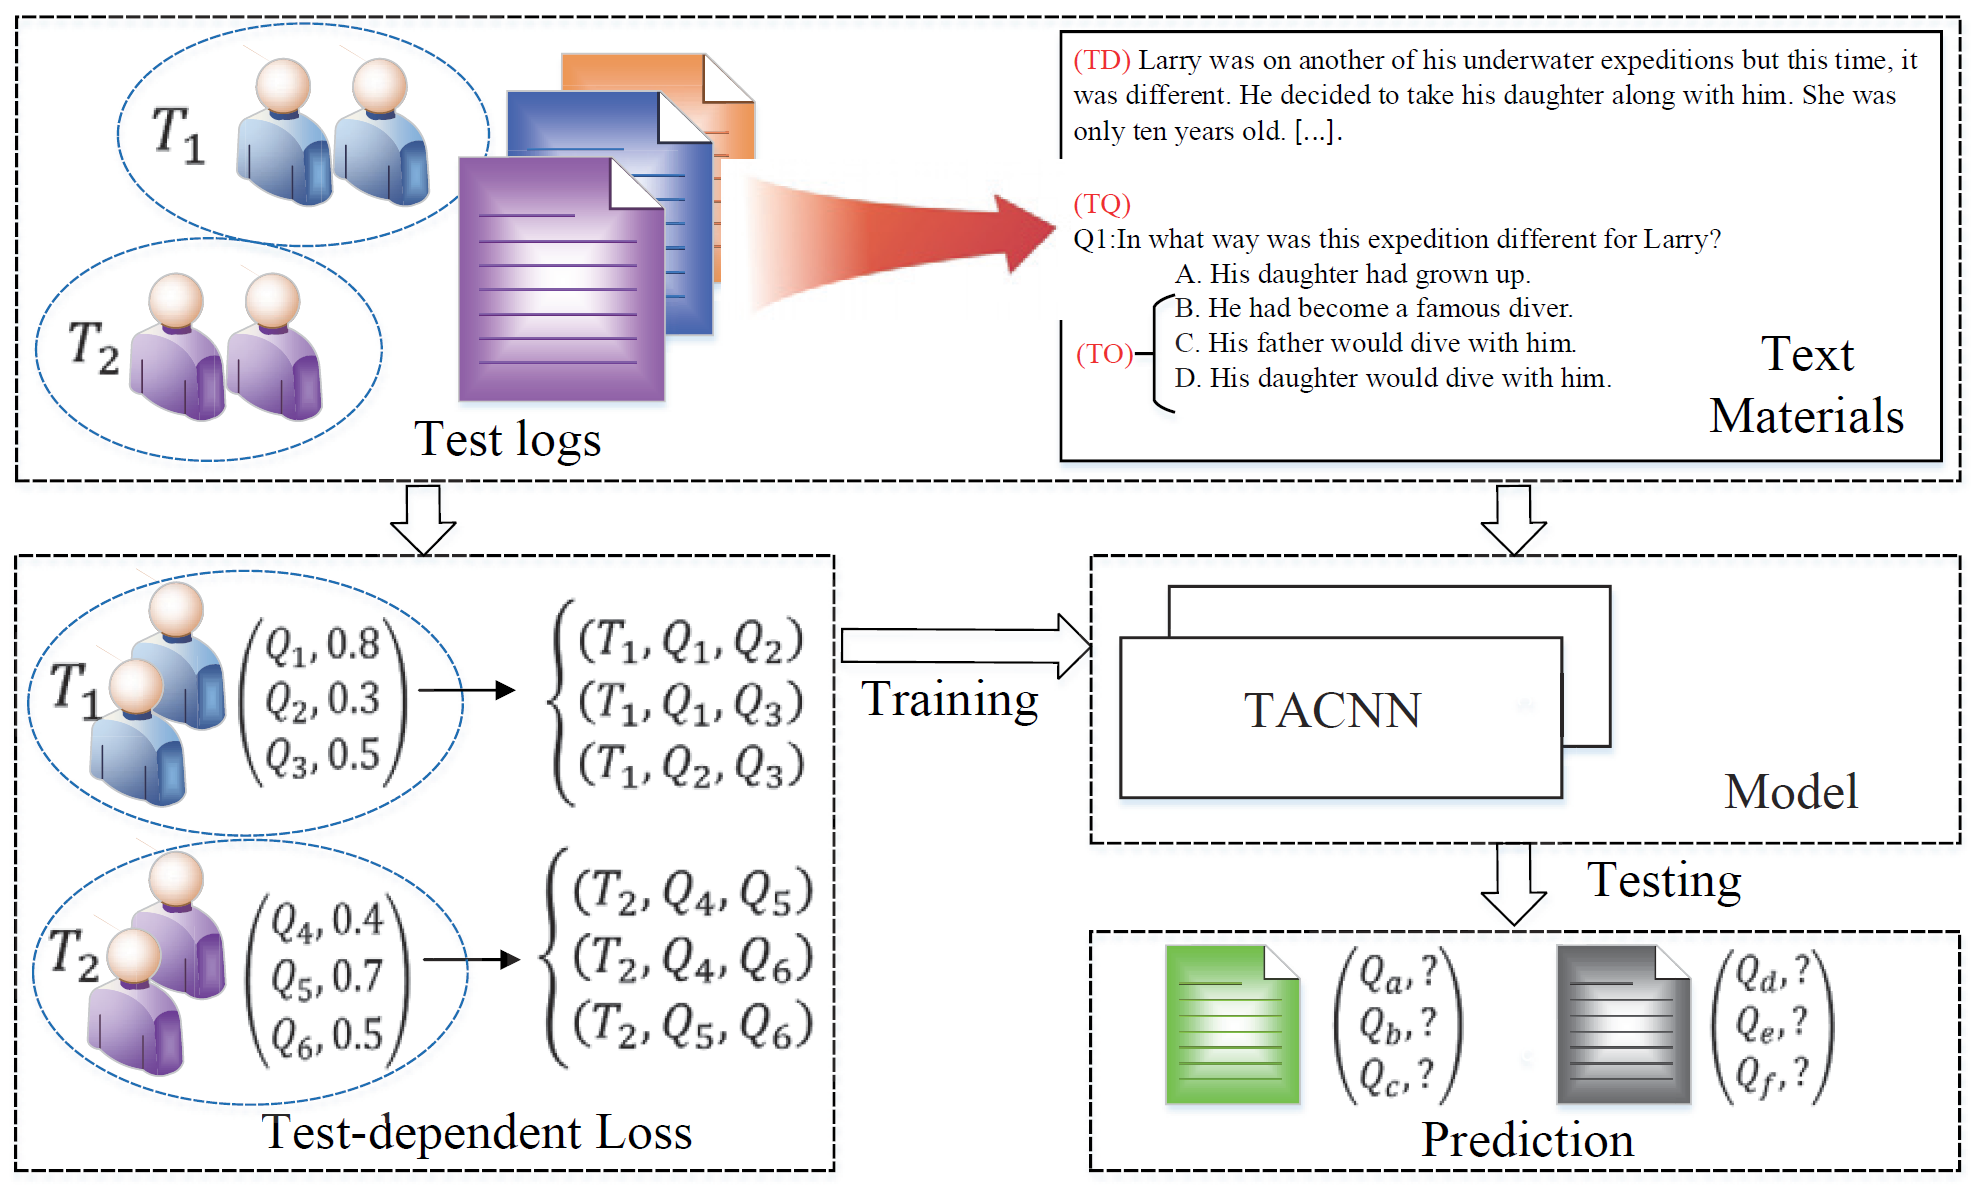 T1
T2
Test logs
(TD) Larry was on another of his underwater expeditions but this time, it
was different. He decided to take his daughter along with him. She was
only ten years old. [...].
(TQ)
Q1:In what way was this expedition different for Larry?
A. His daughter had grown up.
B. He had become a famous diver.
(TO)
C. His father would dive with him.
D. His daughter would dive with him.
Text
Materials
T1
Q1, 0.8
Q2, 0.3
Q3, 0.5
(T1, Q1, Q2)
(T1, Q1, Q3)
(T1, Q2, Q3)
T2
Q4, 0.4
Q5, 0.7
Q6, 0.5
(T2, Q4, Q5)
(T2, Q4, Q6)
(T2, Q5, Q6)
Test-dependent Loss
Training
TACNN
Model
Testing
Qa, ?
Qb, ?
Qc, ?
Qd, ?
Qe, ?
Qf, ?
Prediction